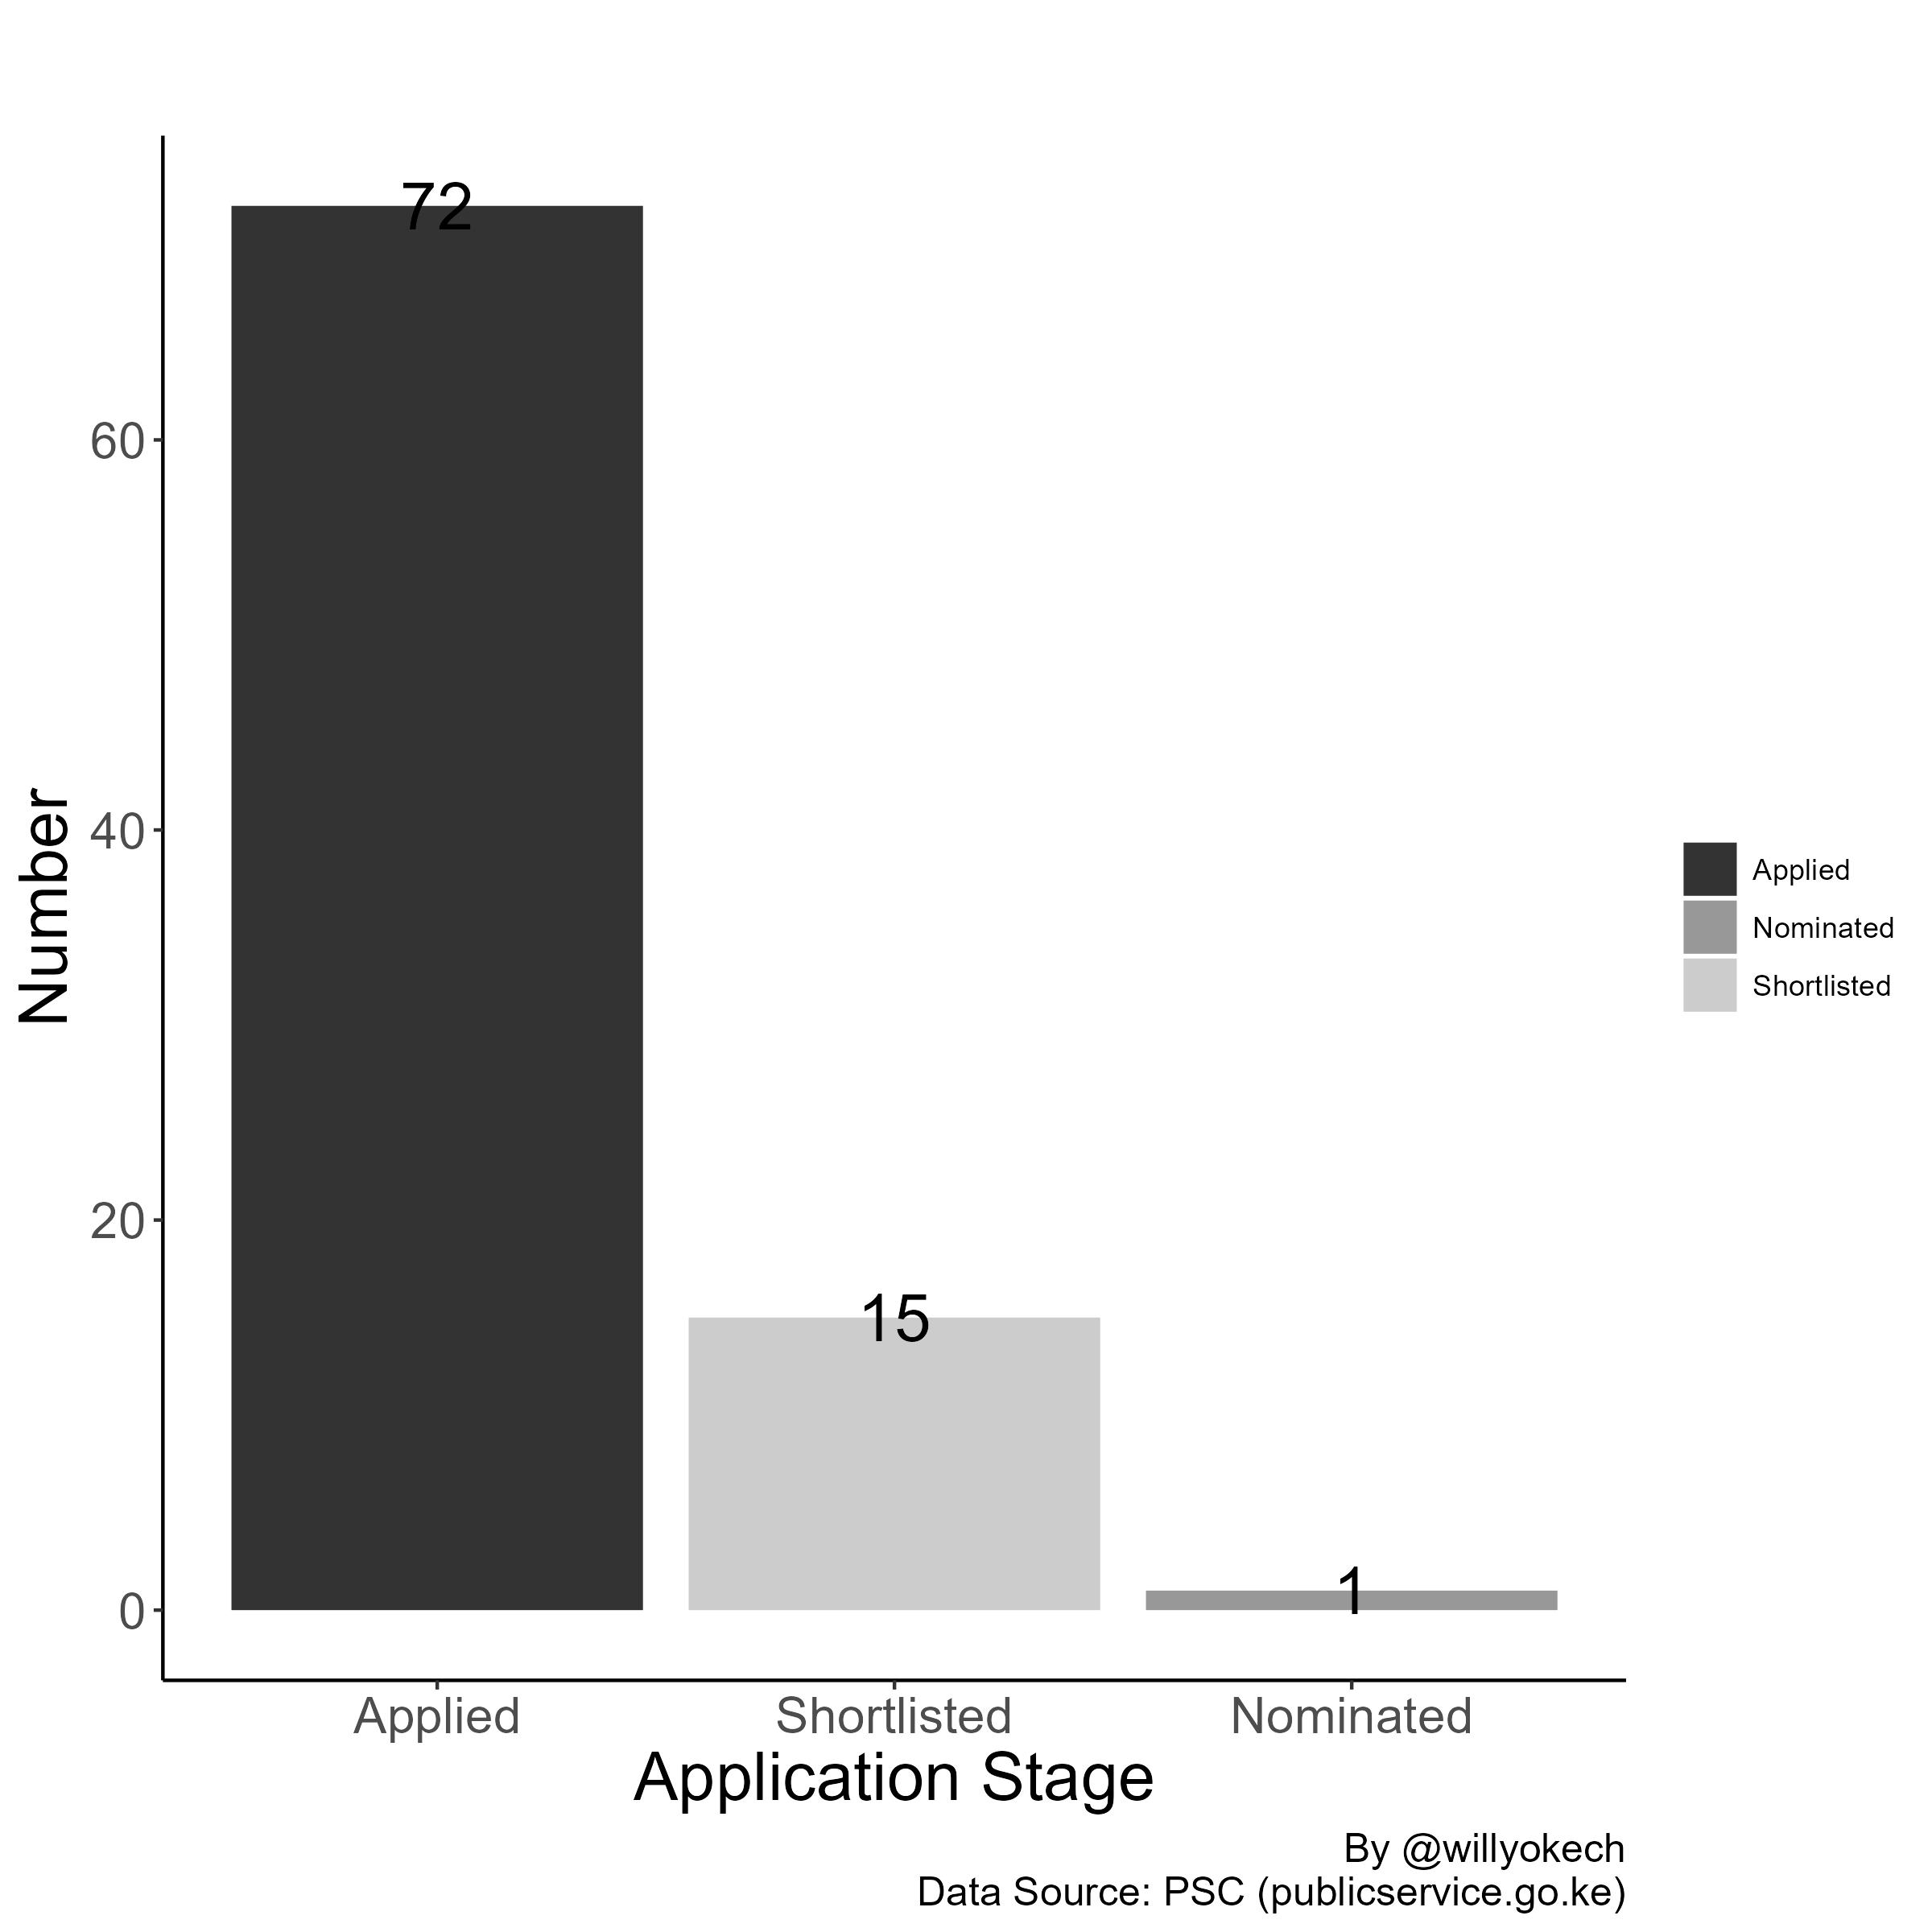 72
60
40
20
0
15
1
Number
Applied
Shortlisted
Nominated
Application Stage
Applied
Nominated
Shortlisted
By @willyokech
Data Source: PSC (publicservice.go.ke)